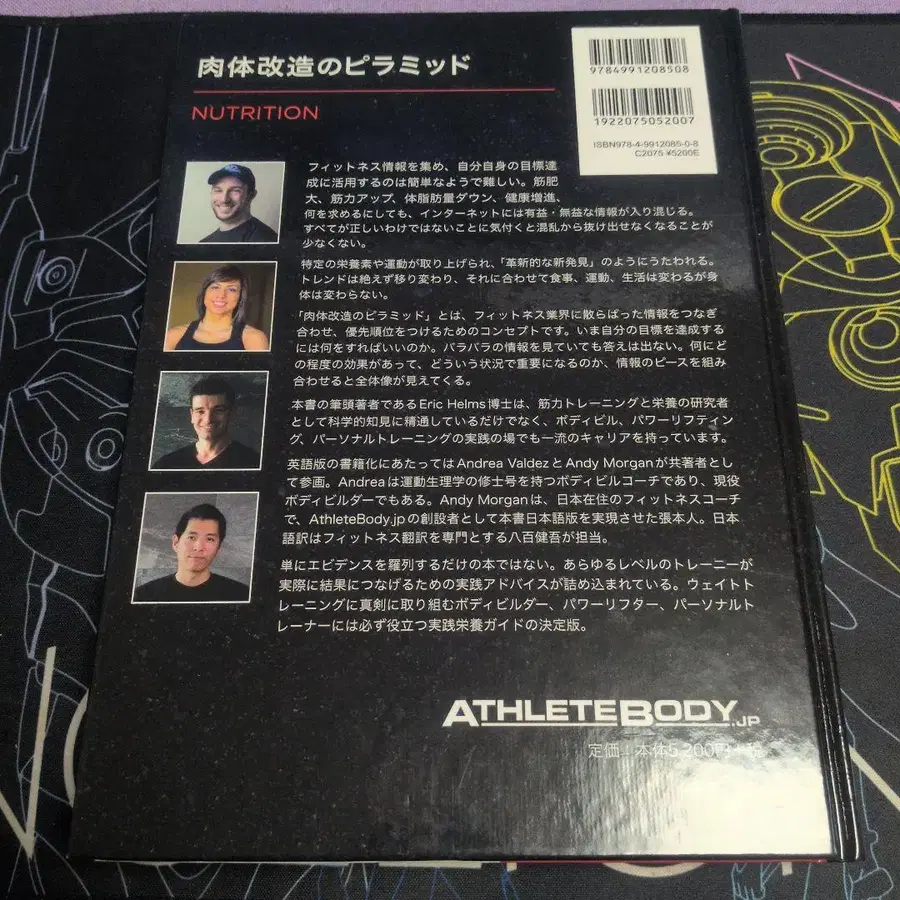 肉体改造のピラミッド
NUTRITION
9784991208508
1922075052007
ISBN978-4-9912085-0-8
C2075 ¥5200E
フィットネス情報を集め、自分自身の目標達
成に活用するのは簡単なようで難しい。筋肥
大、筋力アップ、体脂肪量ダウン、健康増進、
何を求めるにしても、インターネットには有益・無益な情報が入り混じる。
すべてが正しいわけではないことに気付くと混乱から抜け出せなくなることが
少なくない。
特定の栄養素や運動が取り上げられ、「革新的な新発見」のようにうたわれる。
トレンドは絶えず移り変わり、それに合わせて食事、運動、生活は変わるが身
体は変わらない。
「肉体改造のピラミッド」とは、フィットネス業界に散らばった情報をつなぎ
合わせ、優先順位をつけるためのコンセプトです。いま自分の目標を達成する
には何をすればいいのか。バラバラの情報を見ていても答えは出ない。何にど
の程度の効果があって、どういう状況で重要になるのか、情報のピースを組み
合わせると全体像が見えてくる。
本書の筆頭著者であるEric Helms博士は、筋力トレーニングと栄養の研究者
として科学的知見に精通しているだけでなく、ボディビル、パワーリフティン
グ、パーソナルトレーニングの実践の場でも一流のキャリアを持っています。
英語版の書籍化にあたってはAndrea ValdezとAndy Morganが共著者とし
て参画。Andreaは運動生理学の修士号を持つボディビルコーチであり、現役
ボディビルダーでもある。Andy Morganは、日本在住のフィットネスコーチ
で、AthleteBody.jpの創設者として本書日本語版を実現させた張本人。日本
語訳はフィットネス翻訳を専門とする八百健吾が担当。
単にエビデンスを羅列するだけの本ではない。あらゆるレベルのトレーニーが
実際に結果につなげるための実践アドバイスが詰め込まれている。ウェイトト
レーニングに真剣に取り組むボディビルダー、パワーリフター、パーソナルト
レーナーには必ず役立つ実践栄養ガイドの決定版。
ATHLETEBODY.JP
定価：本体5,200円+税